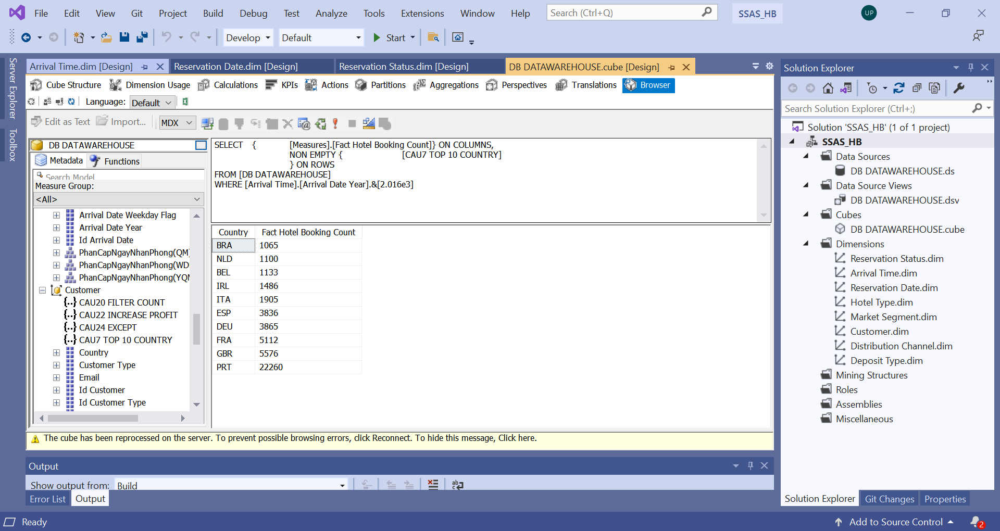 File Edit View Git Project Build Debug Test Analyze Tools Extensions Window Help Search (Ctrl+Q) SSAS_HB UP
Develop Default Start
Server Explorer
Toolbox
Arrival Time.dim [Design] Reservation Date.dim [Design] Reservation Status.dim [Design] DB DATAWAREHOUSE.cube [Design]
Cube Structure Dimension Usage Calculations KPIs Actions Partitions Aggregations Perspectives Translations Browser
Language: Default
Edit as Text Import... MDX
DB DATAWAREHOUSE
Metadata Functions
Search Model
Measure Group:
<All>
Arrival Date Weekday Flag
Arrival Date Year
Id Arrival Date
PhanCapNgayNhanPhong(QM)
PhanCapNgayNhanPhong(WD
PhanCapNgayNhanPhong(YQM
Customer
CAU20 FILTER COUNT
CAU22 INCREASE PROFIT
CAU24 EXCEPT
CAU7 TOP 10 COUNTRY
Country
Customer Type
Email
Id Customer
Id Customer Type
SELECT { [Measures].[Fact Hotel Booking Count]} ON COLUMNS,
NON EMPTY { [CAU7 TOP 10 COUNTRY]
} ON ROWS
FROM [DB DATAWAREHOUSE]
WHERE [Arrival Time].[Arrival Date Year].&[2.016e3]
Country Fact Hotel Booking Count
BRA 1065
NLD 1100
BEL 1133
IRL 1486
ITA 1905
ESP 3836
DEU 3865
FRA 5112
GBR 5576
PRT 22260
The cube has been reprocessed on the server. To prevent possible browsing errors, click Reconnect. To hide this message, Click here.
Output
Show output from: Build
Error List Output
Solution Explorer
Search Solution Explorer (Ctrl+;)
Solution 'SSAS_HB' (1 of 1 project)
SSAS_HB
Data Sources
DB DATAWAREHOUSE.ds
Data Source Views
DB DATAWAREHOUSE.dsv
Cubes
DB DATAWAREHOUSE.cube
Dimensions
Reservation Status.dim
Arrival Time.dim
Reservation Date.dim
Hotel Type.dim
Market Segment.dim
Customer.dim
Distribution Channel.dim
Deposit Type.dim
Mining Structures
Roles
Assemblies
Miscellaneous
Solution Explorer Git Changes Properties
Ready Add to Source Control 2